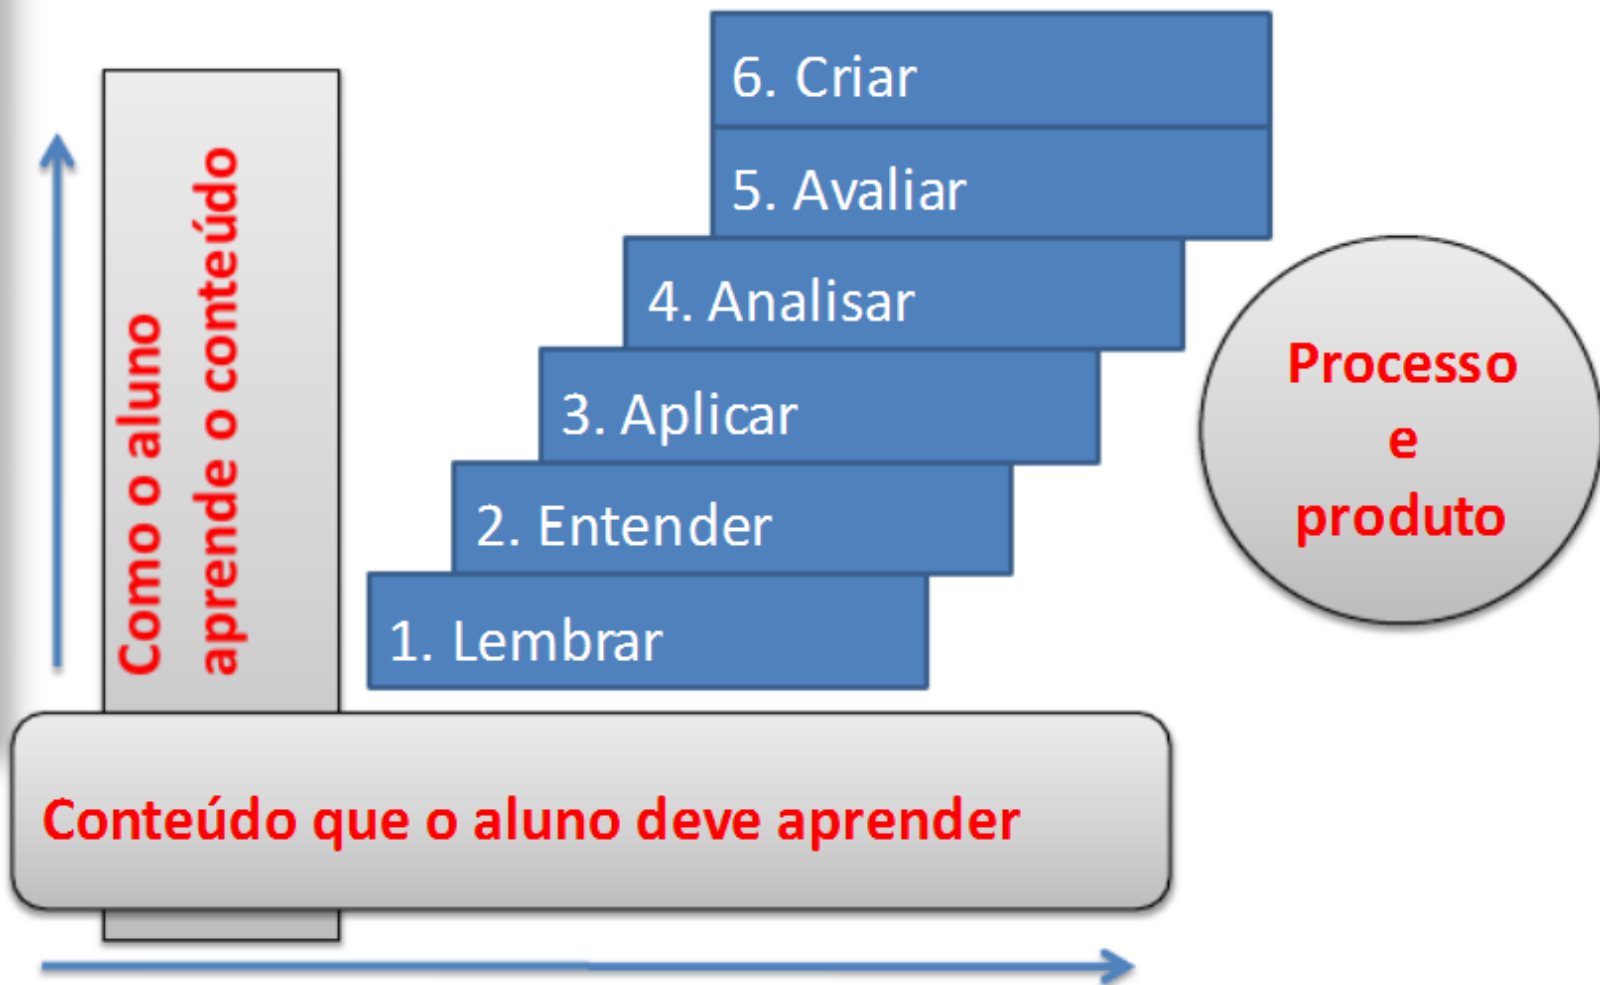 6. Criar
5. Avaliar
4. Analisar
3. Aplicar
2. Entender
1. Lembrar
Como o aluno
aprende o conteúdo
Processo
e
produto
Conteúdo que o aluno deve aprender